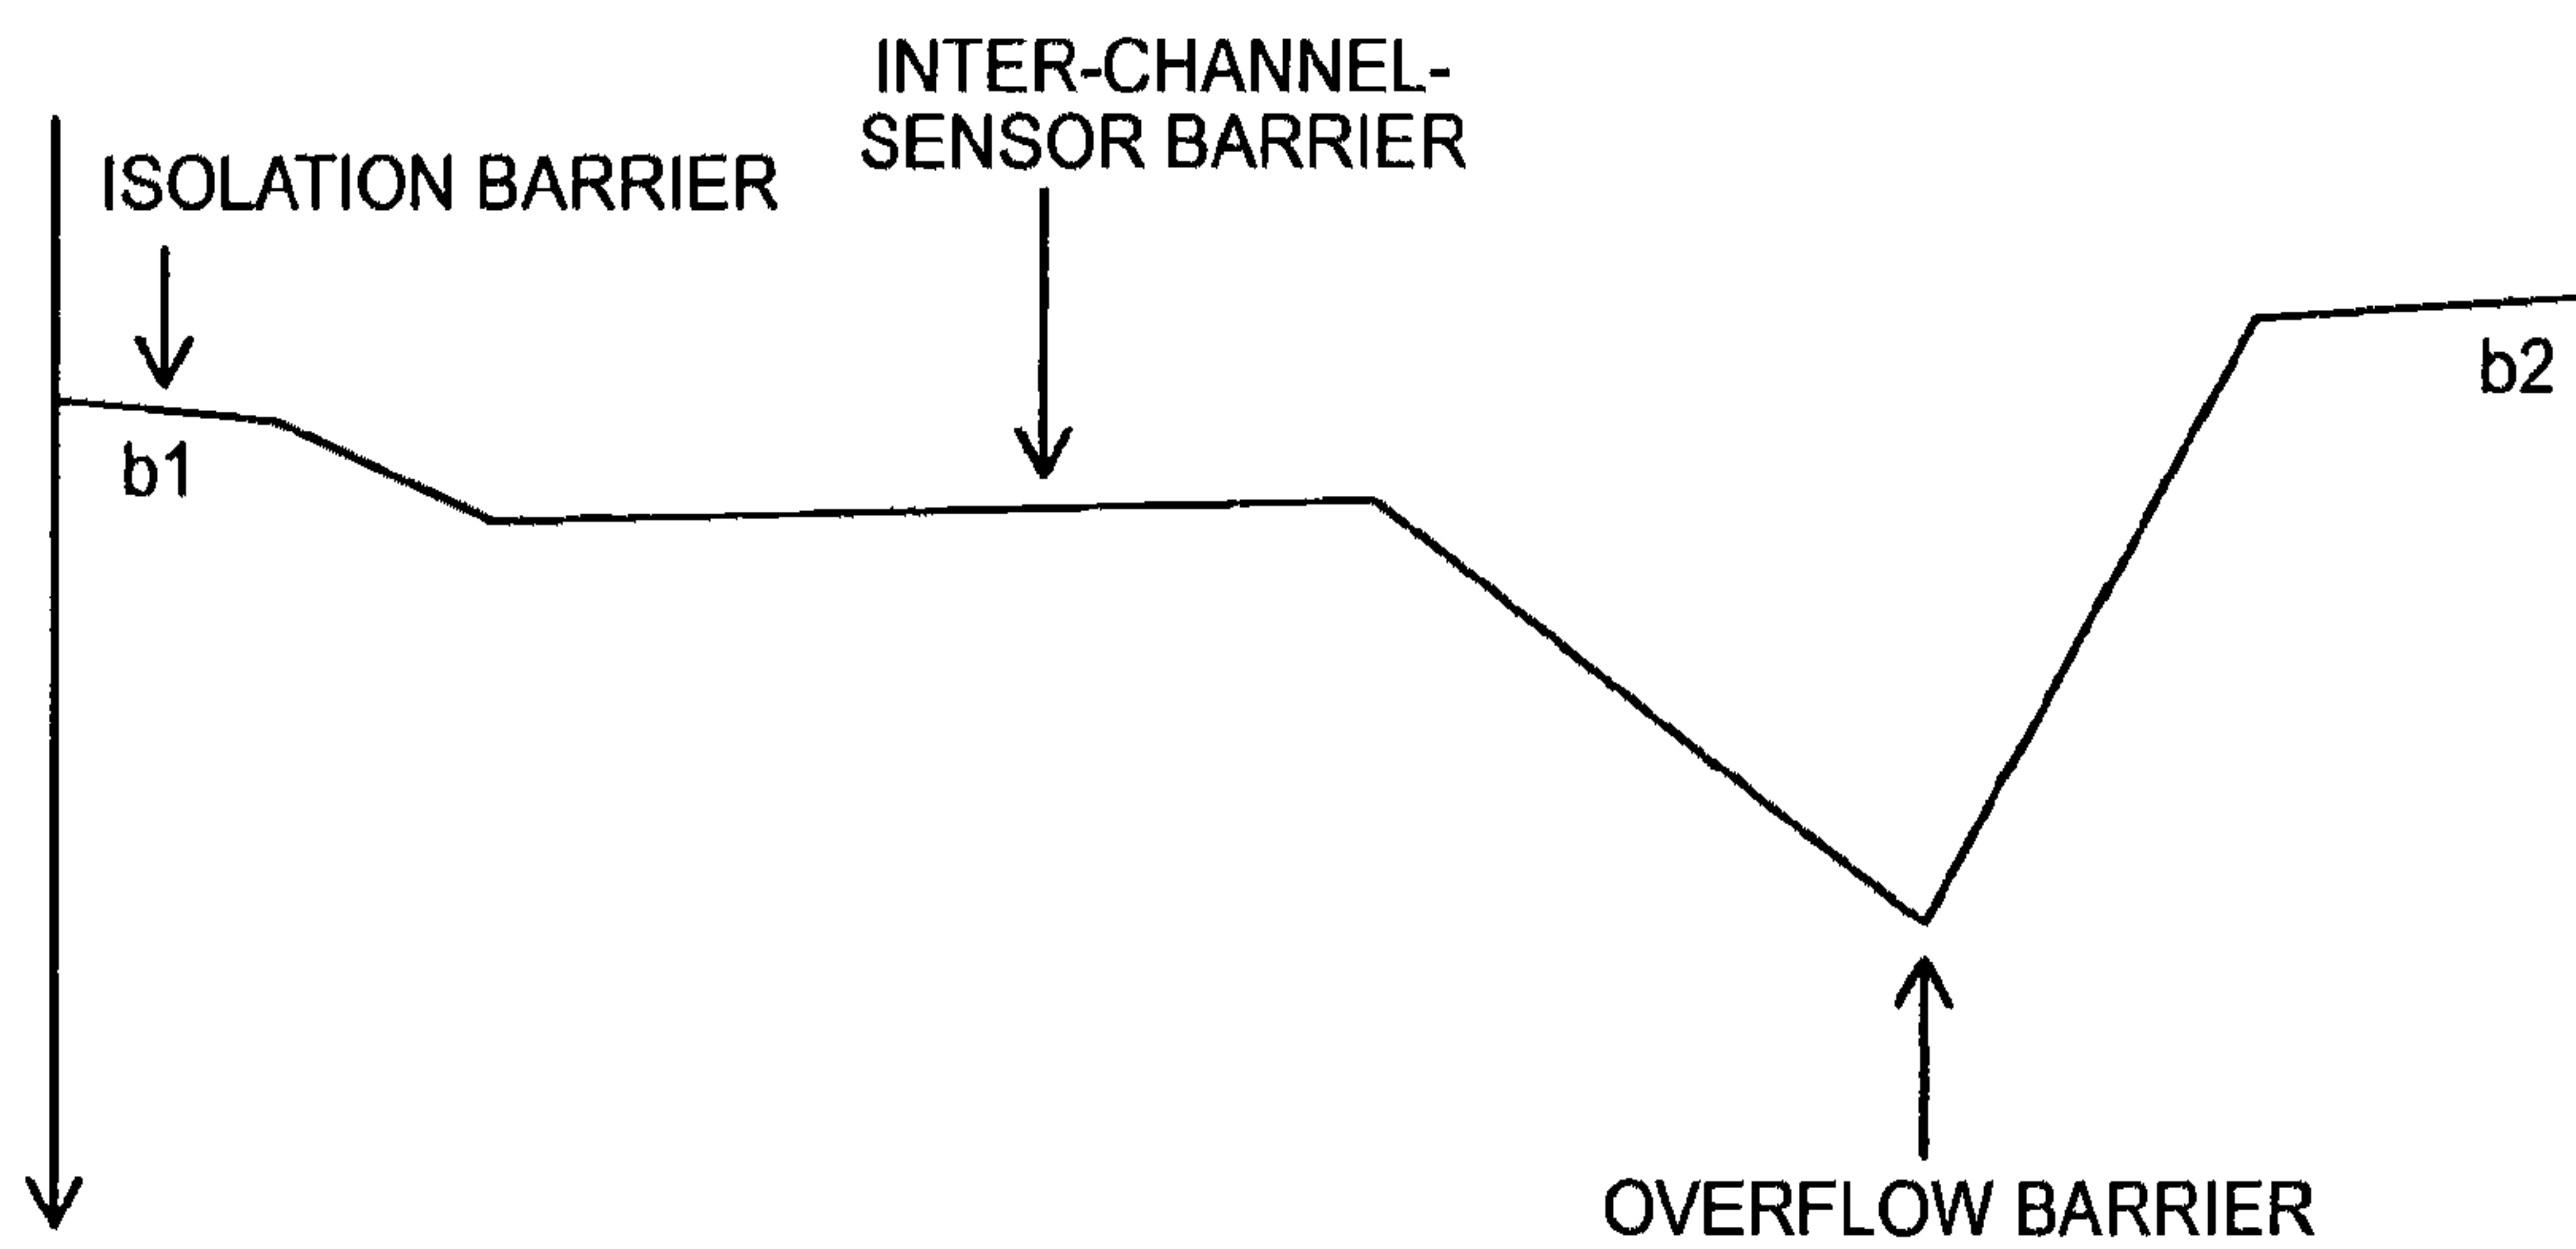 INTER-CHANNEL-
SENSOR BARRIER
ISOLATION BARRIER
b1
b2
OVERFLOW BARRIER